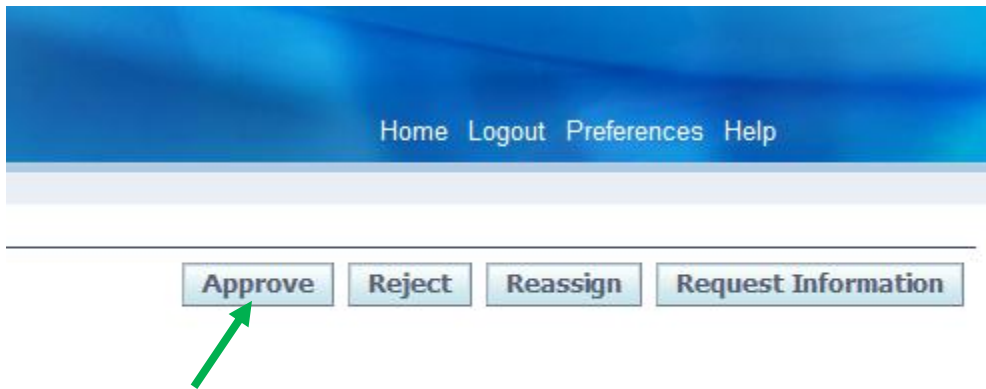 Home Logout Preferences Help
Approve Reject Reassign Request Information